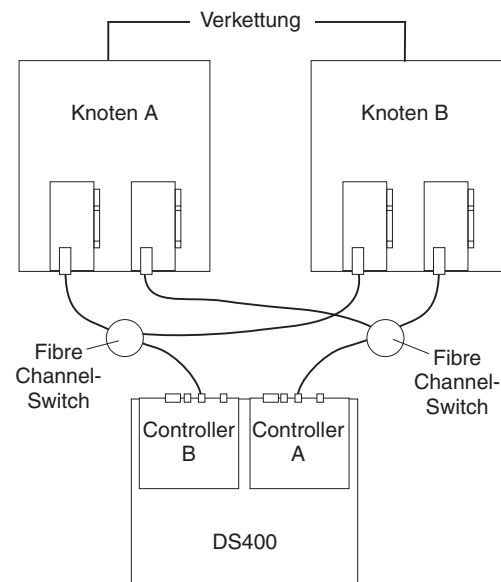 Verkettung
Knoten A
Knoten B
Fibre
Channel-
Switch
Fibre
Channel-
Switch
Controller
B
Controller
A
DS400